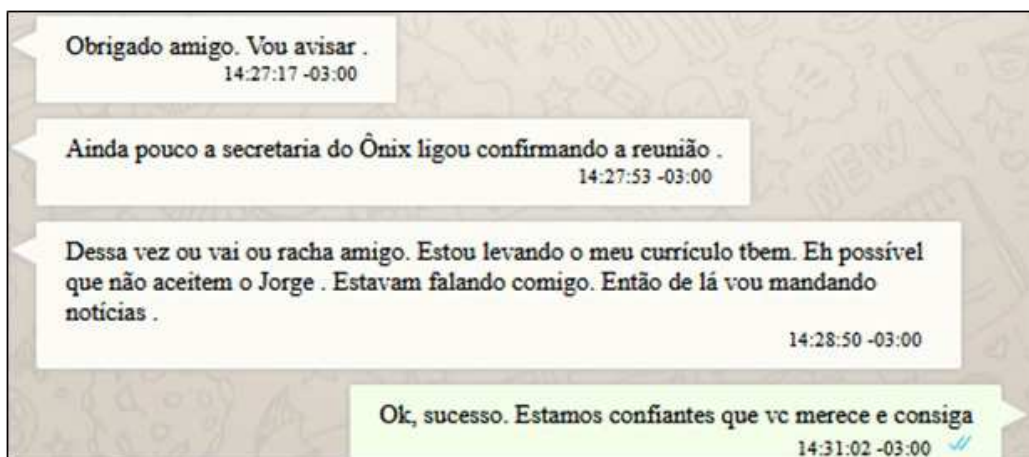 Obrigado amigo. Vou avisar .
14:27:17 -03:00
Ainda pouco a secretaria do Ônix ligou confirmando a reunião .
14:27:53 -03:00
Dessa vez ou vai ou racha amigo. Estou levando o meu currículo tbem. Eh possível
que não aceitem o Jorge . Estavam falando comigo. Então de lá vou mandando
notícias .
14:28:50 -03:00
Ok, sucesso. Estamos confiantes que vc merece e consiga
14:31:02 -03:00